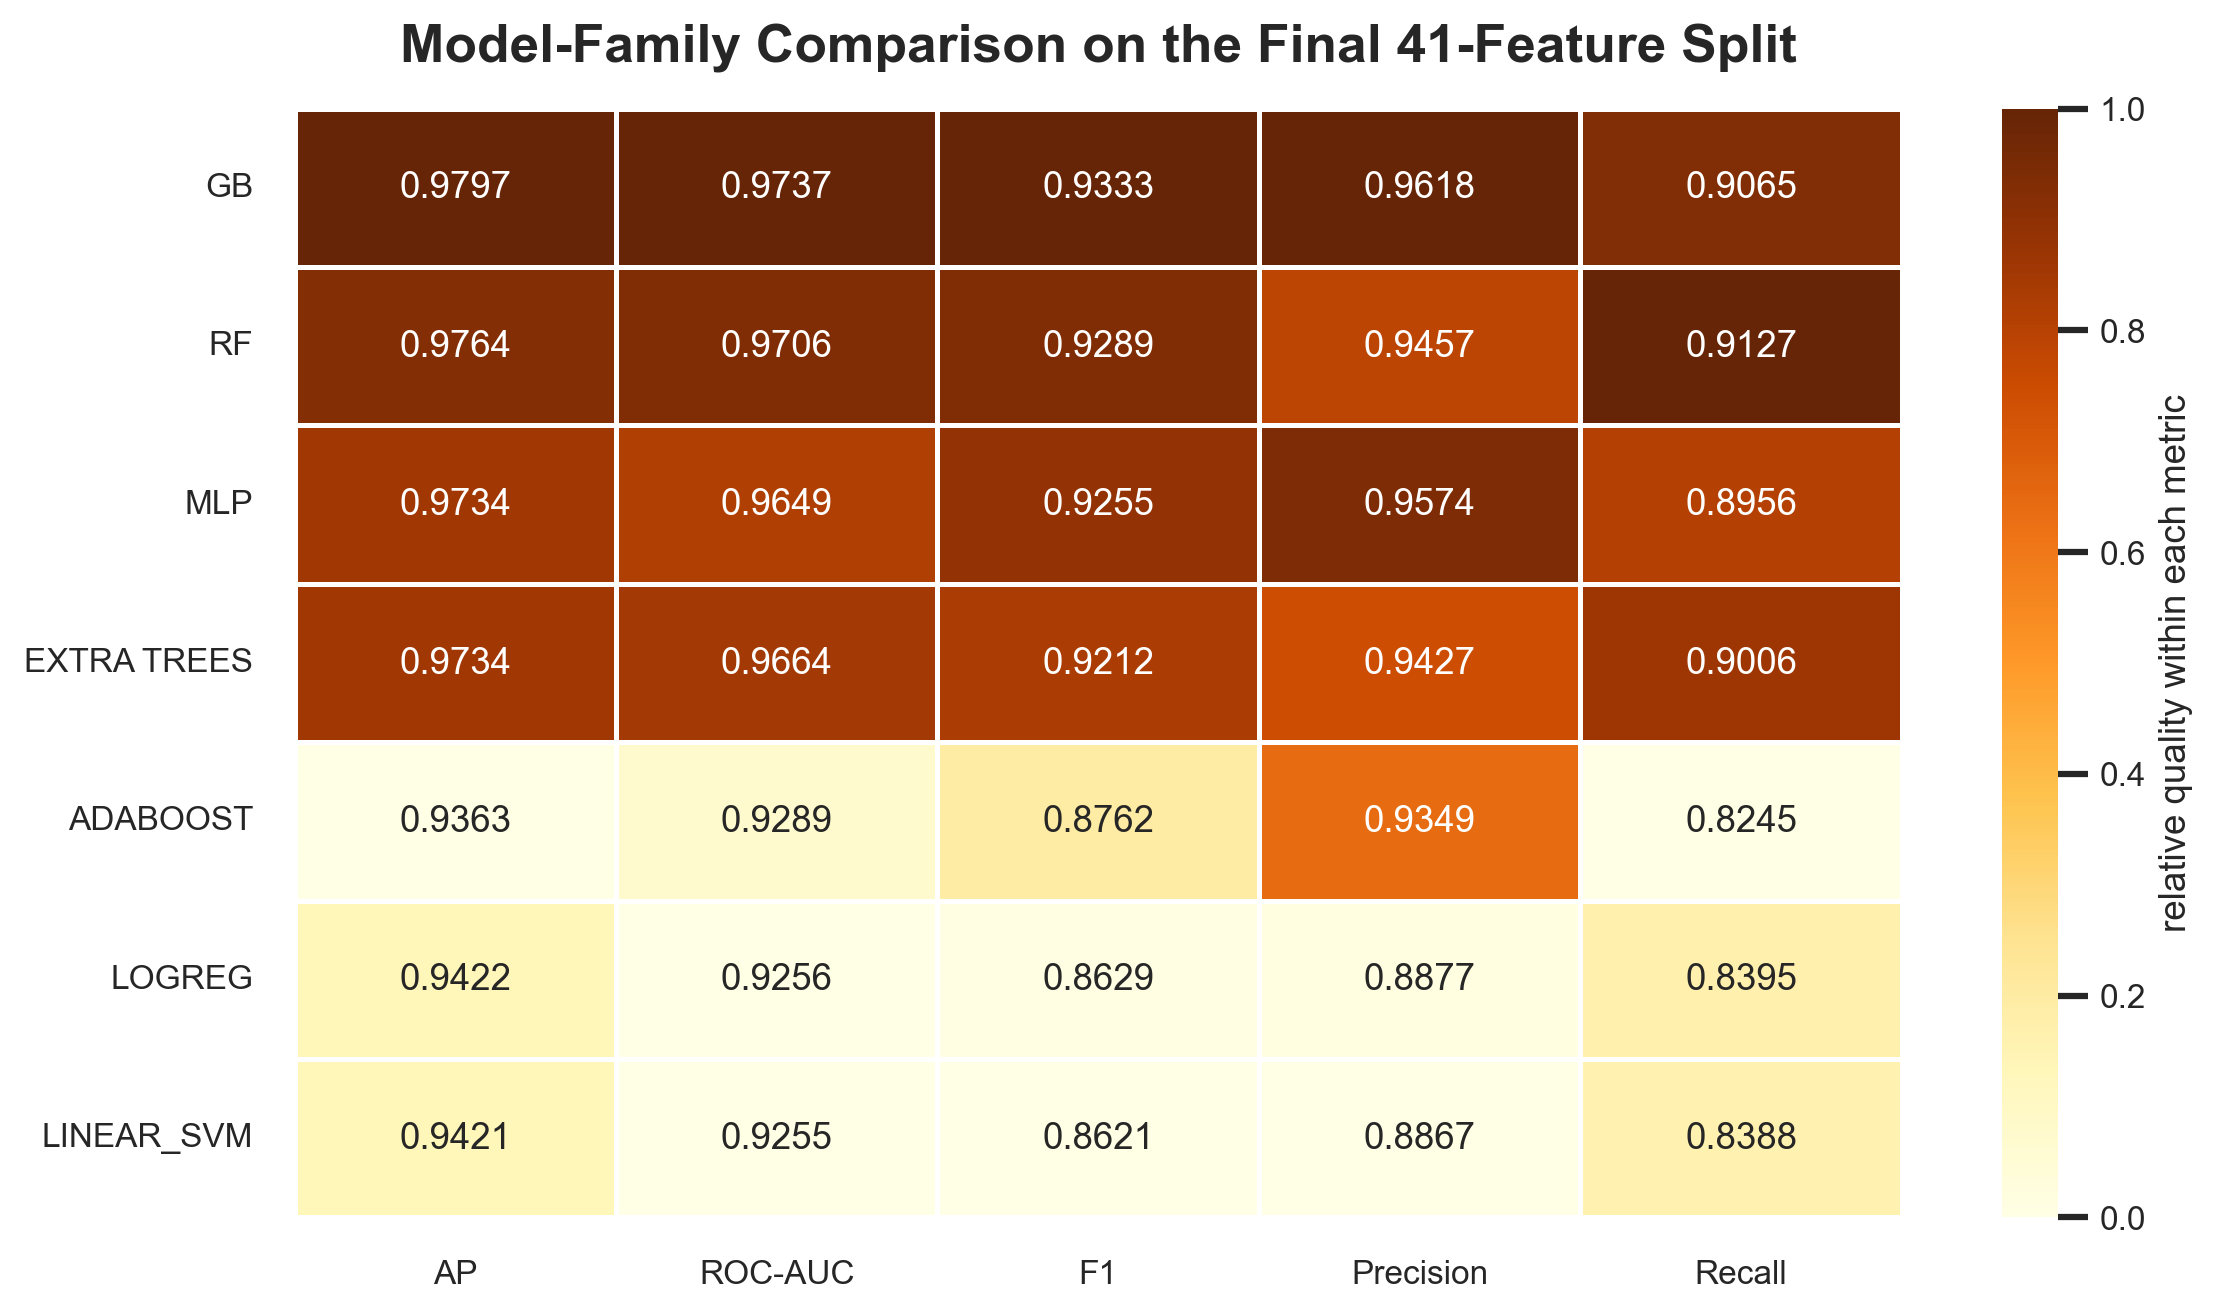 Model-Family Comparison on the Final 41-Feature Split
GB 0.9797 0.9737 0.9333 0.9618 0.9065
RF 0.9764 0.9706 0.9289 0.9457 0.9127
MLP 0.9734 0.9649 0.9255 0.9574 0.8956
EXTRA TREES 0.9734 0.9664 0.9212 0.9427 0.9006
ADABOOST 0.9363 0.9289 0.8762 0.9349 0.8245
LOGREG 0.9422 0.9256 0.8629 0.8877 0.8395
LINEAR_SVM 0.9421 0.9255 0.8621 0.8867 0.8388
AP ROC-AUC F1 Precision Recall
1.0
0.8
0.6
0.4
0.2
0.0
relative quality within each metric